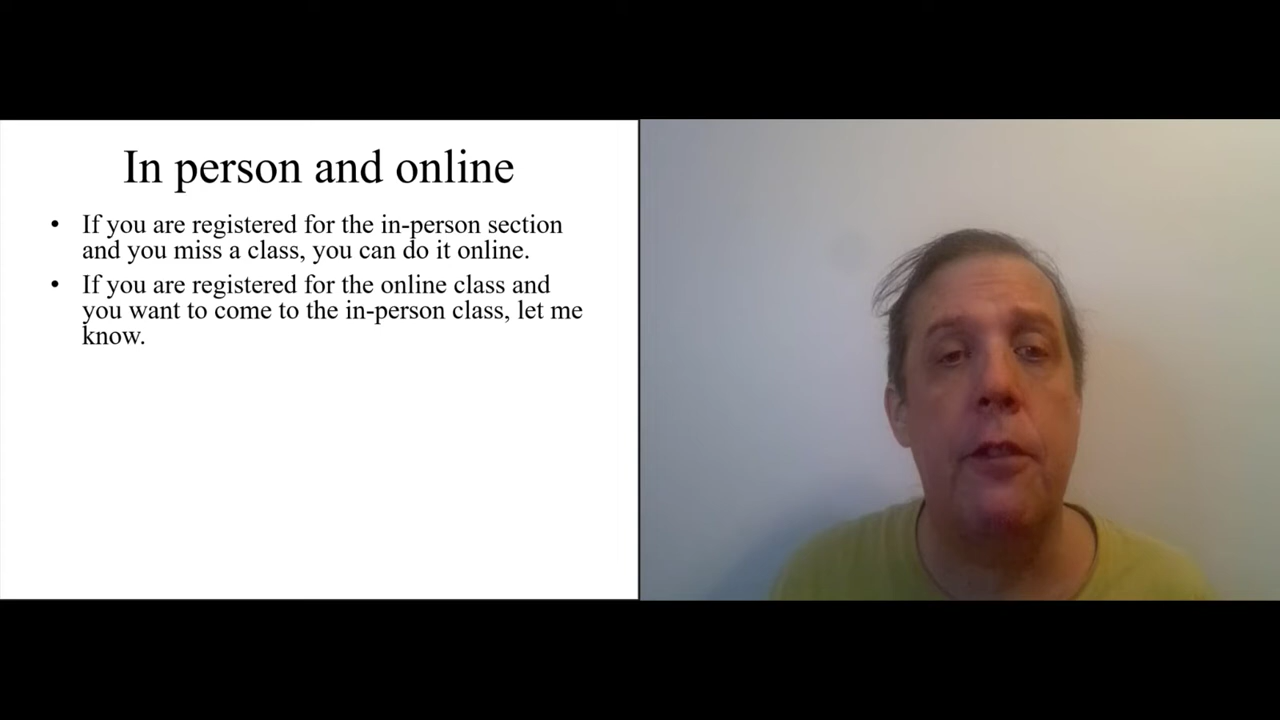 In person and online
• If you are registered for the in-person section
and you miss a class, you can do it online.
• If you are registered for the online class and
you want to come to the in-person class, let me
know.